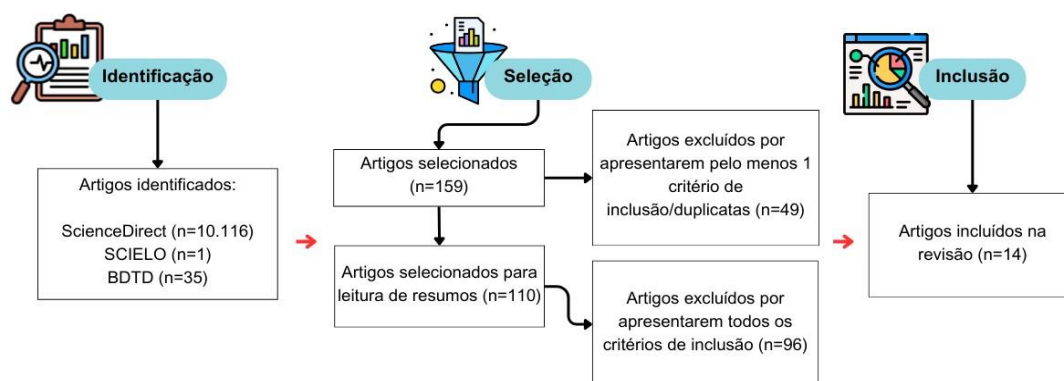 Identificação
Artigos identificados:
ScienceDirect (n=10.116)
SCIELO (n=1)
BDTD (n=35)
Seleção
Artigos selecionados
(n=159)
Artigos excluídos por
apresentarem pelo menos 1
critério de
inclusão/duplicatas (n=49)
Artigos selecionados para
leitura de resumos (n=110)
Artigos excluídos por
apresentarem todos os
critérios de inclusão (n=96)
Inclusão
Artigos incluídos na
revisão (n=14)